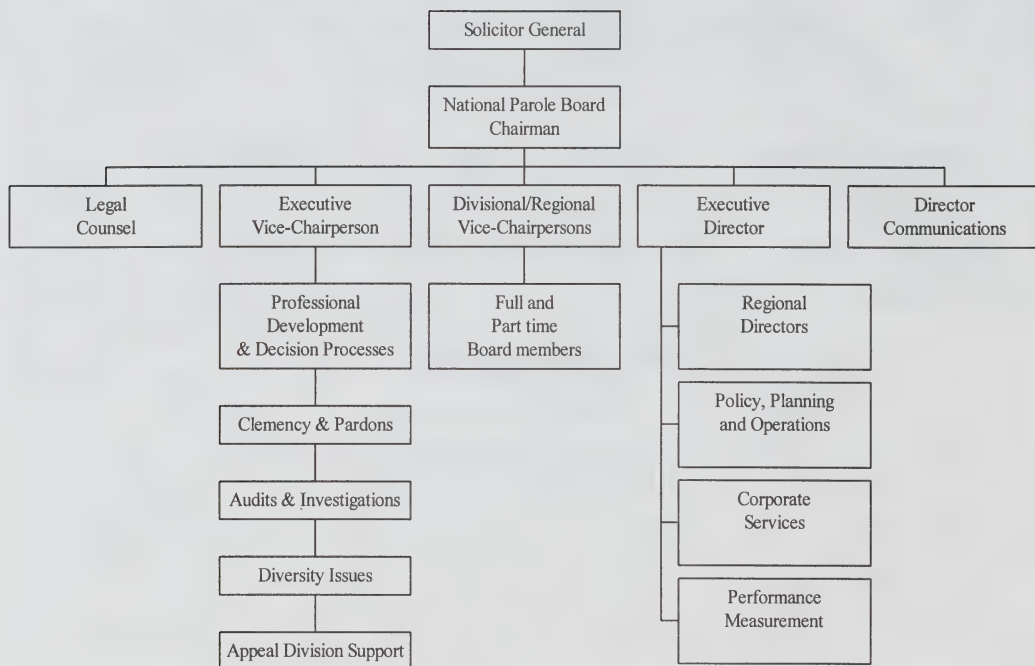 Solicitor General
National Parole Board
Chairman
Legal
Counsel
Executive
Vice-Chairperson
Divisional/Regional
Vice-Chairpersons
Executive
Director
Director
Communications
Professional
Development
& Decision Processes
Clemency & Pardons
Audits & Investigations
Diversity Issues
Appeal Division Support
Full and
Part time
Board members
Regional
Directors
Policy, Planning
and Operations
Corporate
Services
Performance
Measurement